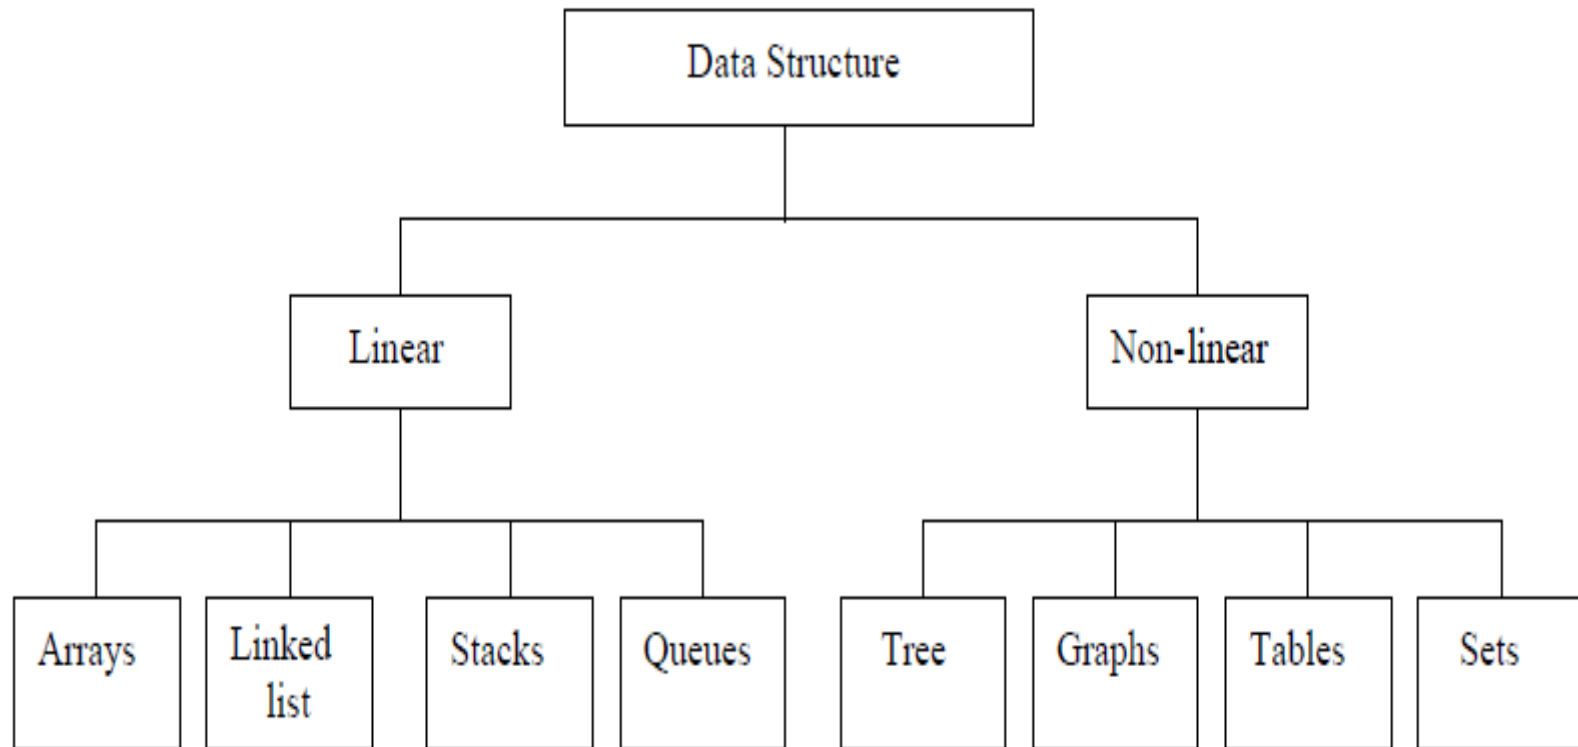 Data Structure
Linear
Non-linear
Arrays
Linked
list
Stacks
Queues
Tree
Graphs
Tables
Sets